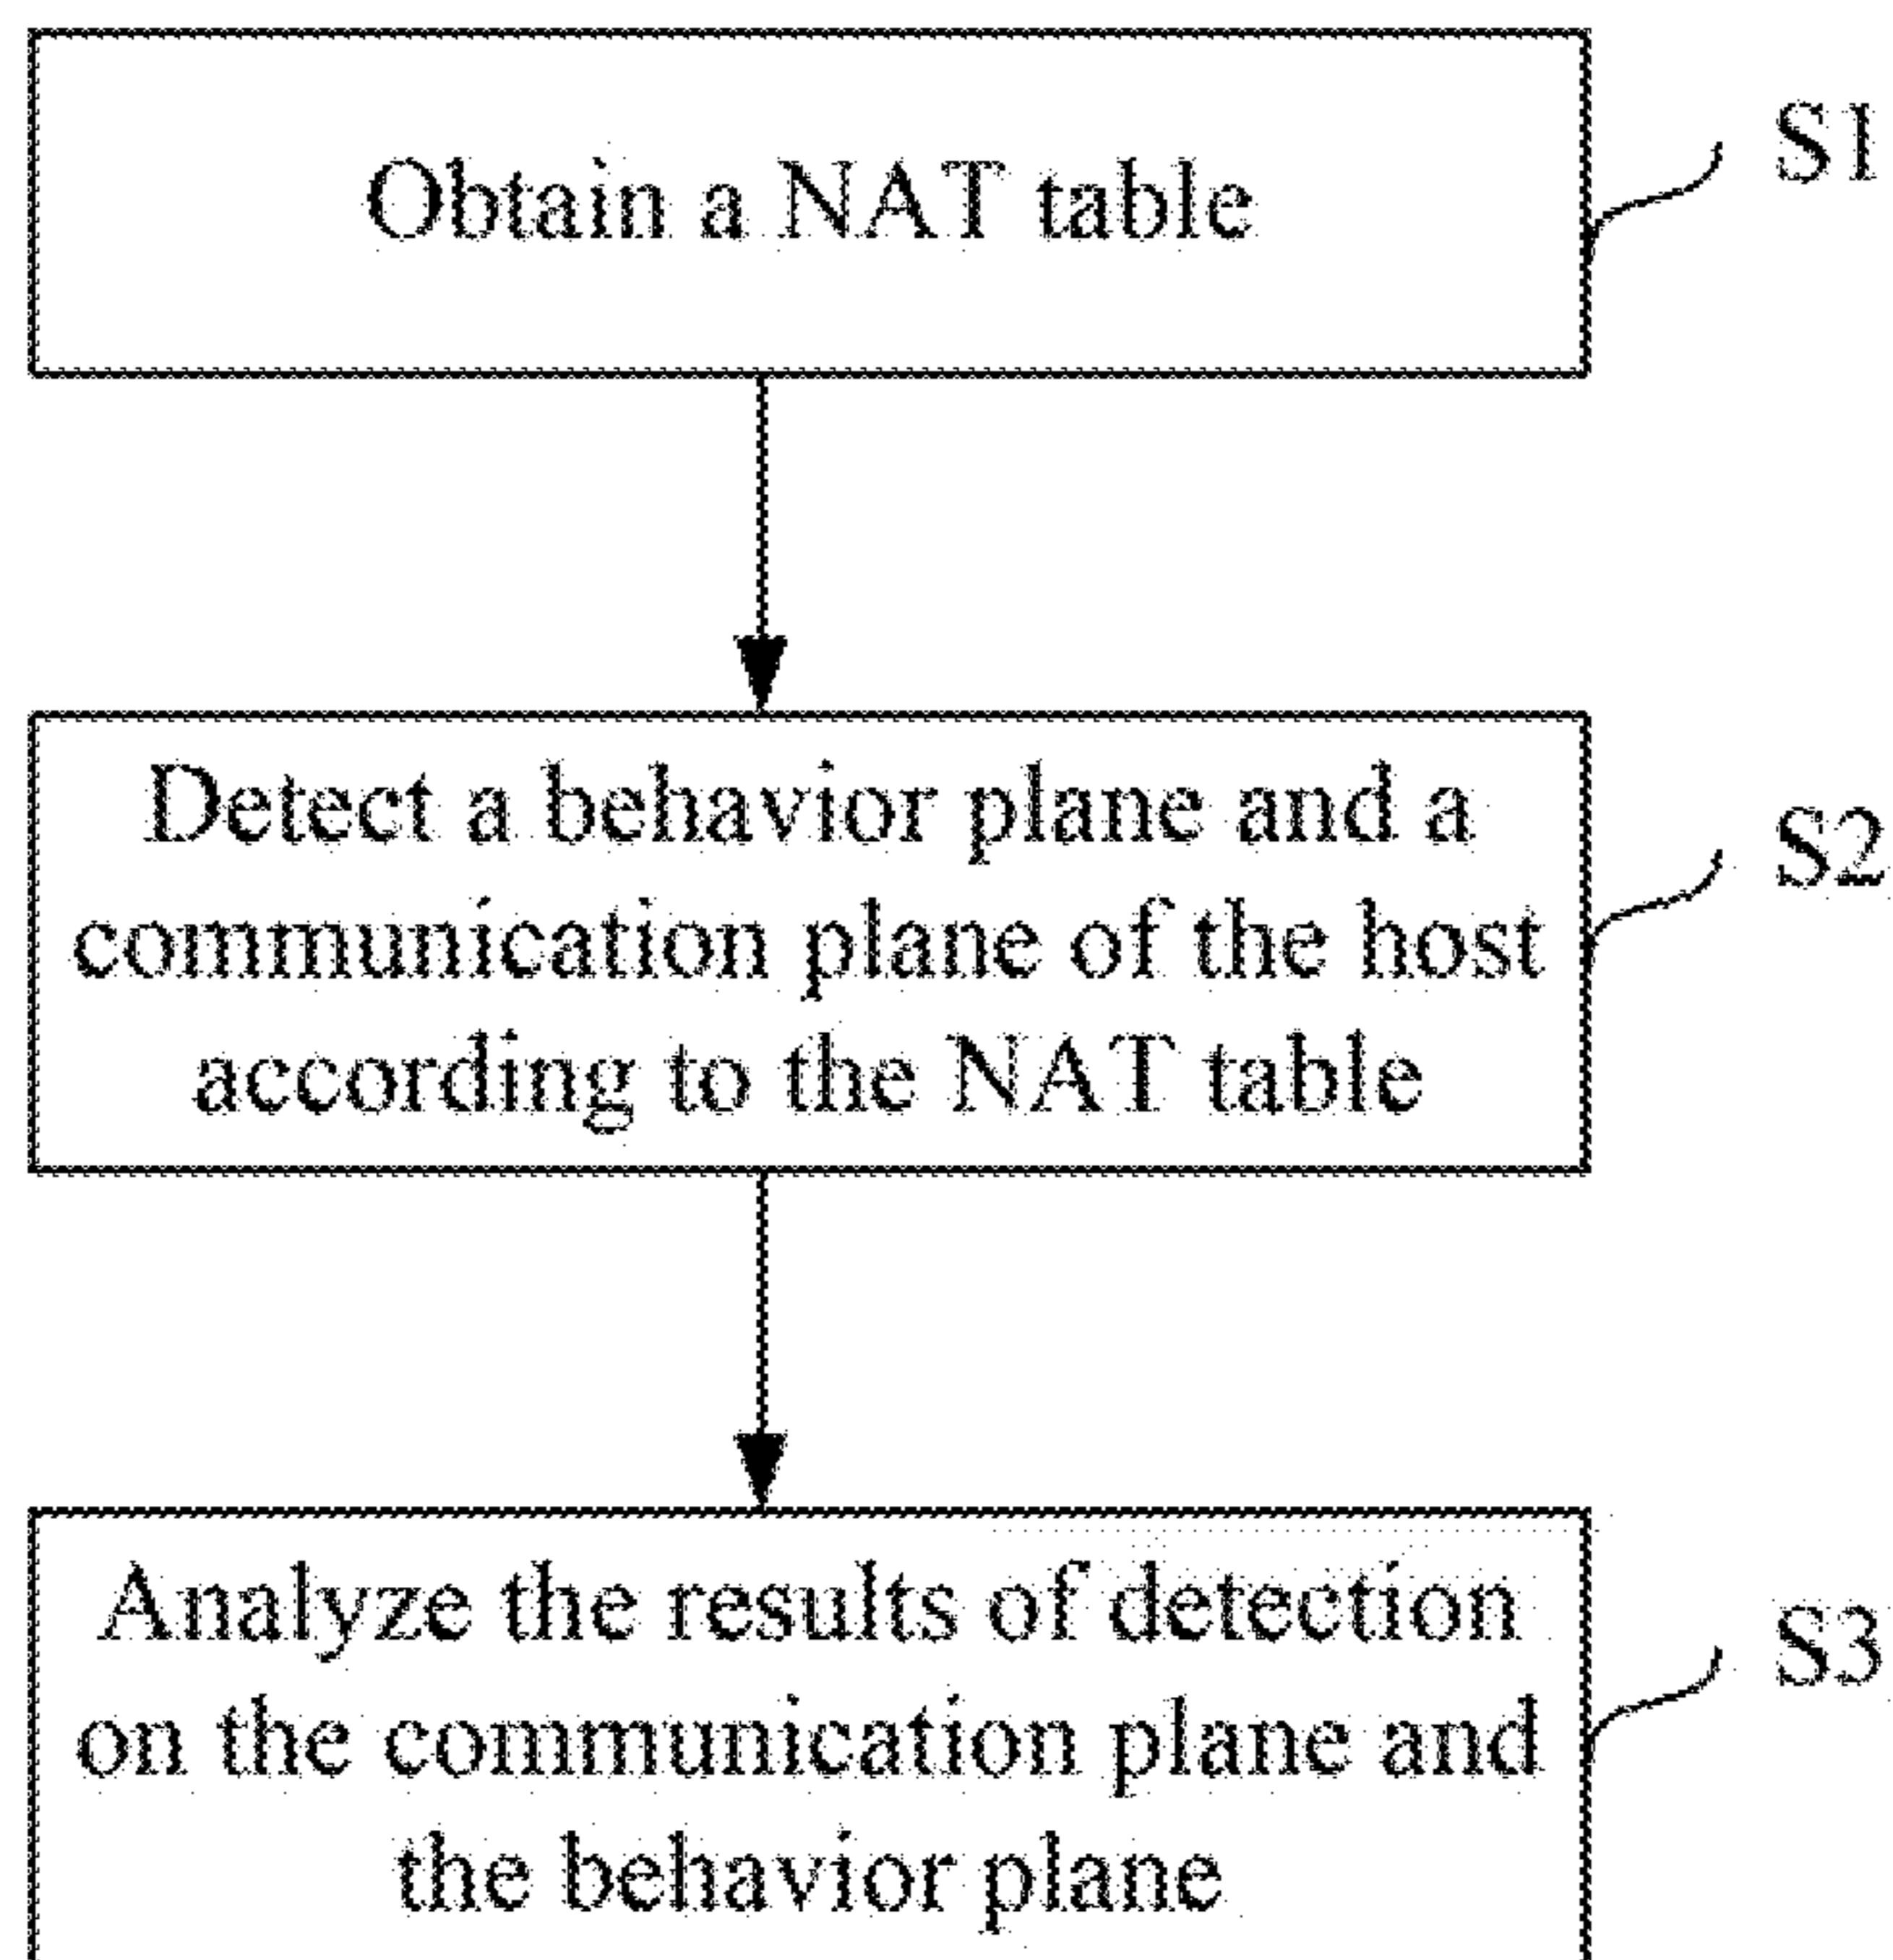 Obtain a NAT table
S1
Detect a behavior plane and a
communication plane of the host
according to the NAT table
S2
Analyze the results of detection
on the communication plane and
the behavior plane
S3